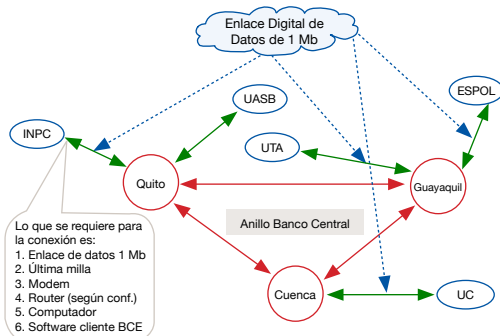 Enlace Digital de
Datos de 1 Mb
ESPOL
UASB
INPC
UTA
Quito
Guayaquil
Anillo Banco Central
Lo que se requiere para
la conexión es:
1. Enlace de datos 1 Mb
2. Última milla
3. Modem
4. Router (según conf.)
5. Computador
6. Software cliente BCE
Cuenca
UC